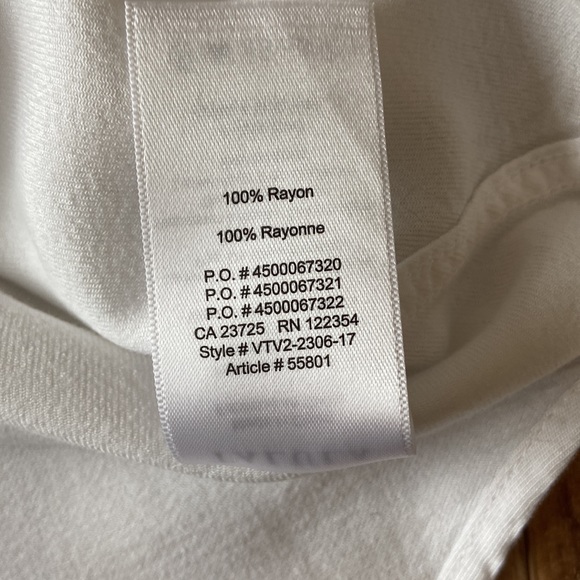 100% Rayon
100% Rayonne
P.O. # 4500067320
P.O. # 4500067321
P.O. # 4500067322
CA 23725 RN 122354
Style # VTV2-2306-17
Article # 55801